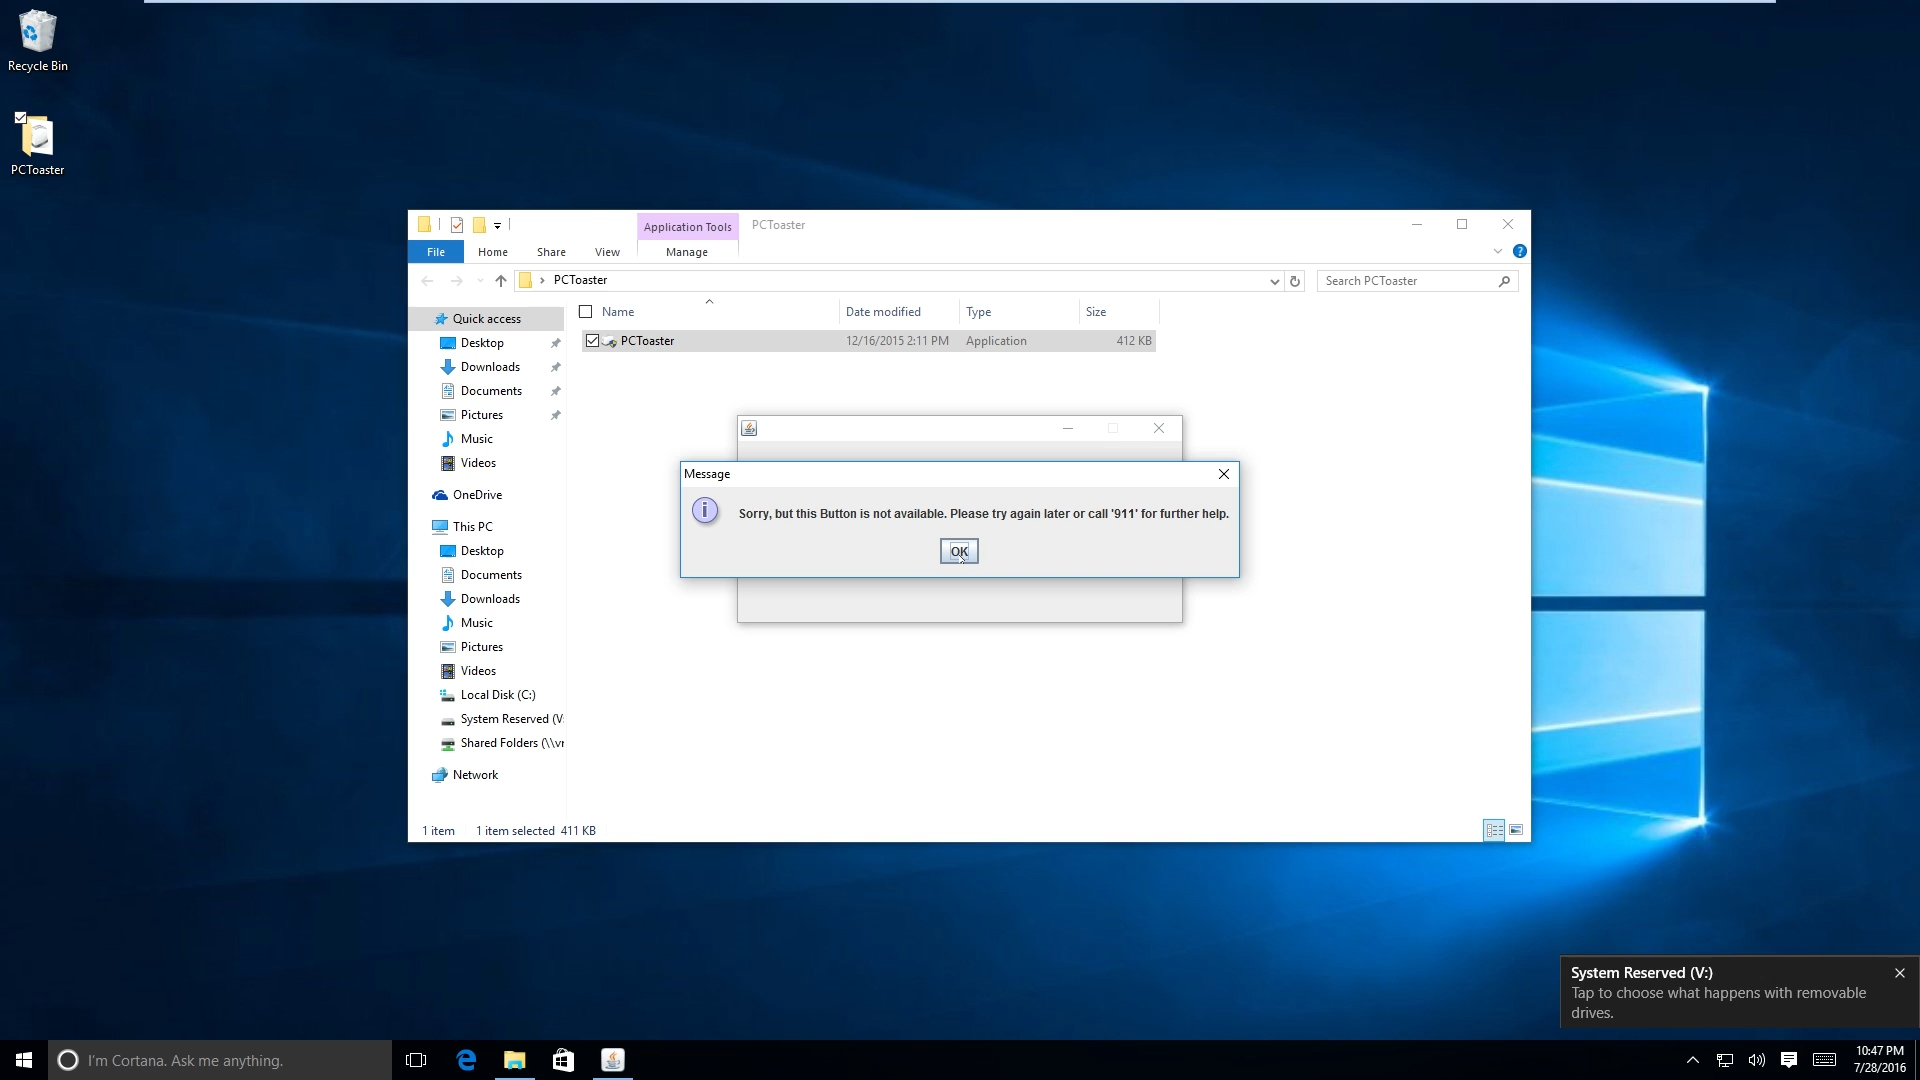 Recycle Bin
PCToaster
Application Tools
PCToaster
File
Home
Share
View
Manage
PCToaster
Search PCToaster
Name
Date modified
Type
Size
PCToaster
12/16/2015 2:11 PM
Application
412 KB
Quick access
Desktop
Downloads
Documents
Pictures
Music
Videos
OneDrive
This PC
Desktop
Documents
Downloads
Music
Pictures
Videos
Local Disk (C:)
System Reserved (V:
Shared Folders (\\vr
Network
Message
Sorry, but this Button is not available. Please try again later or call '911' for further help.
OK
1 item
1 item selected 411 KB
System Reserved (V:)
Tap to choose what happens with removable
drives.
I'm Cortana. Ask me anything.
10:47 PM
7/28/2016